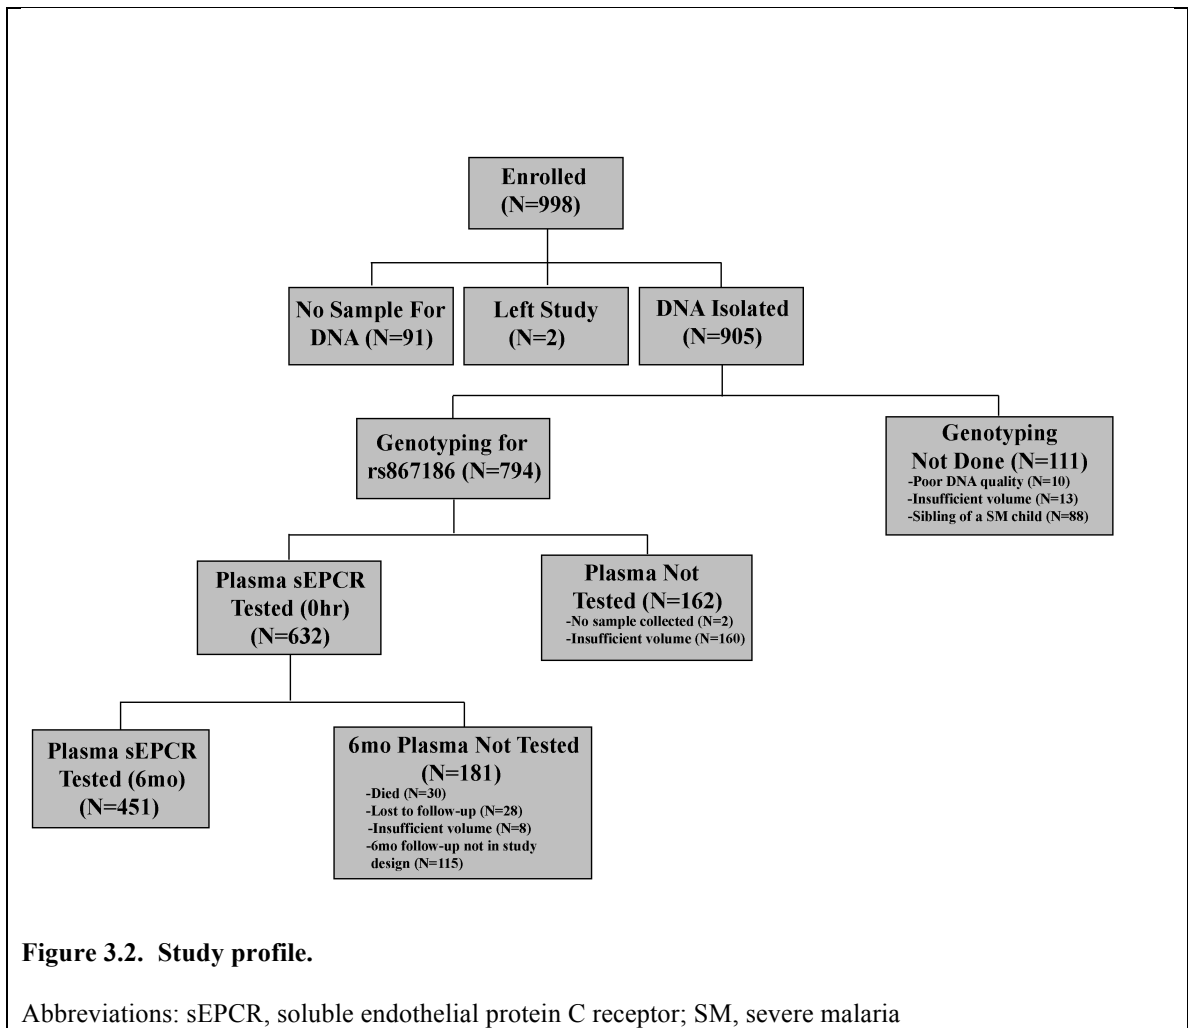 Enrolled
(N=998)
No Sample For
DNA (N=91)
Left Study
(N=2)
DNA Isolated
(N=905)
Genotyping for
rs867186 (N=794)
Genotyping
Not Done (N=111)
-Poor DNA quality (N=10)
-Insufficient volume (N=13)
-Sibling of a SM child (N=88)
Plasma sEPCR
Tested (0hr)
(N=632)
Plasma Not
Tested (N=162)
-No sample collected (N=2)
-Insufficient volume (N=160)
Plasma sEPCR
Tested (6mo)
(N=451)
6mo Plasma Not Tested
(N=181)
-Died (N=30)
-Lost to follow-up (N=28)
-Insufficient volume (N=8)
-6mo follow-up not in study
design (N=115)
Figure 3.2. Study profile.
Abbreviations: sEPCR, soluble endothelial protein C receptor; SM, severe malaria